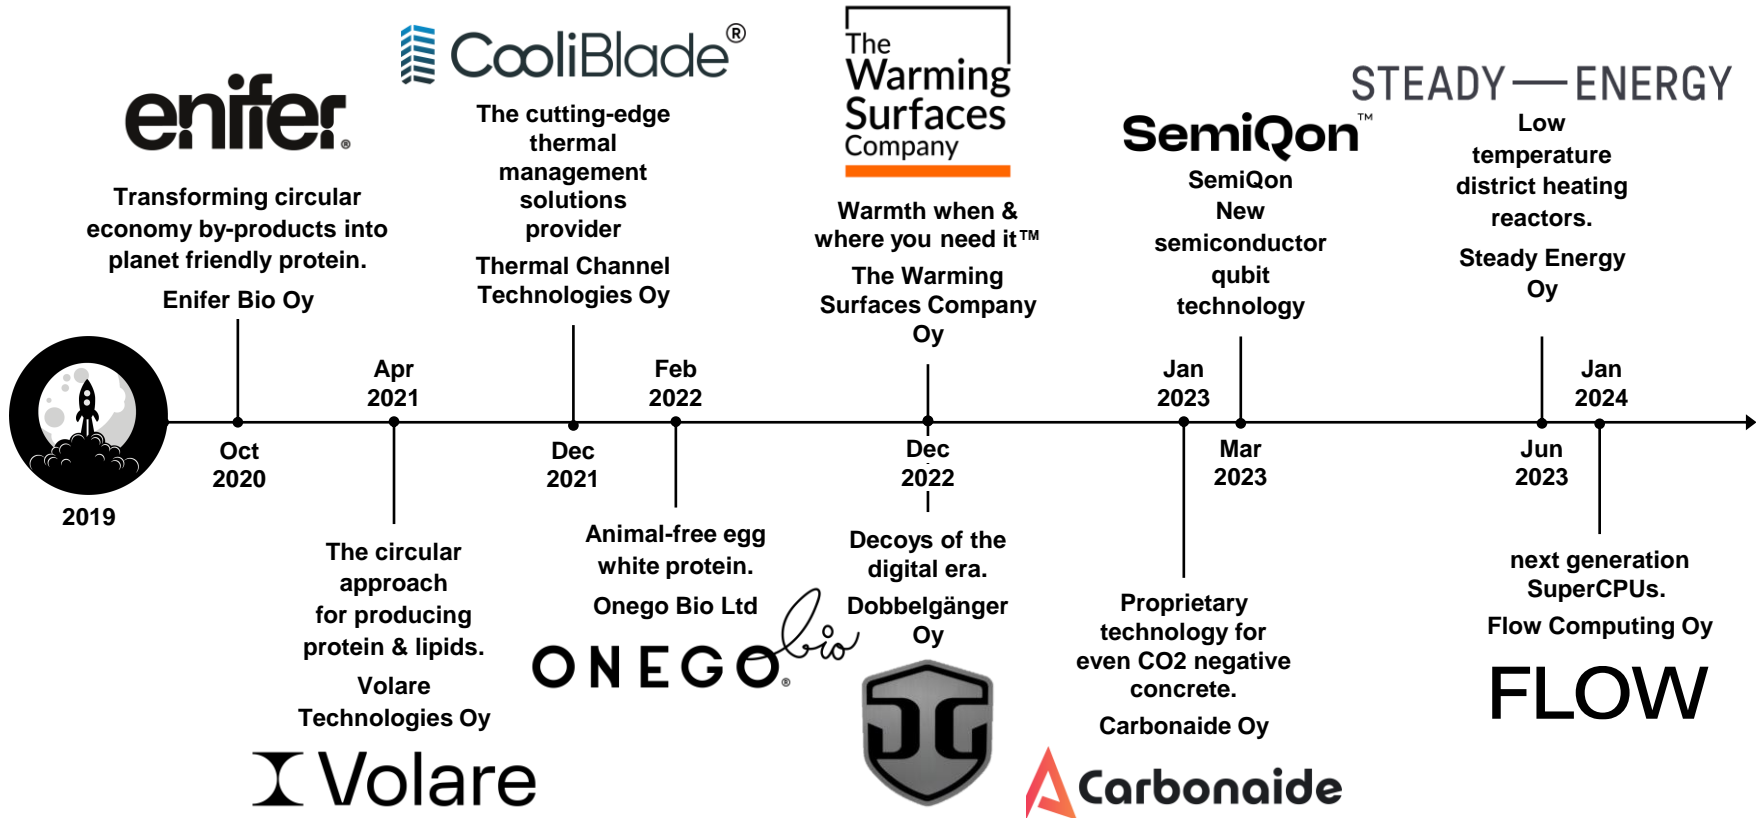 enifer®
Transforming circular
economy by-products into
planet friendly protein.
Enifer Bio Oy
CooliBlade®
The cutting-edge
thermal
management
solutions
provider
Thermal Channel
Technologies Oy
The
Warming
Surfaces
Company
Warmth when &
where you need it™
The Warming
Surfaces Company
Oy
SemiQon™
SemiQon
New
semiconductor
qubit
technology
STEADY — ENERGY
Low
temperature
district heating
reactors.
Steady Energy
Oy
2019
Oct
2020
Apr
2021
Dec
2021
Feb
2022
Dec
2022
Jan
2023
Mar
2023
Jun
2023
Jan
2024
The circular
approach
for producing
protein & lipids.
Volare
Technologies Oy
Volare
Animal-free egg
white protein.
Onego Bio Ltd
ONEGO® bio
Decoys of the
digital era.
Dobbelgänger
Oy
Proprietary
technology for
even CO2 negative
concrete.
Carbonaide Oy
Carbonaide
next generation
SuperCPUs.
Flow Computing Oy
FLOW